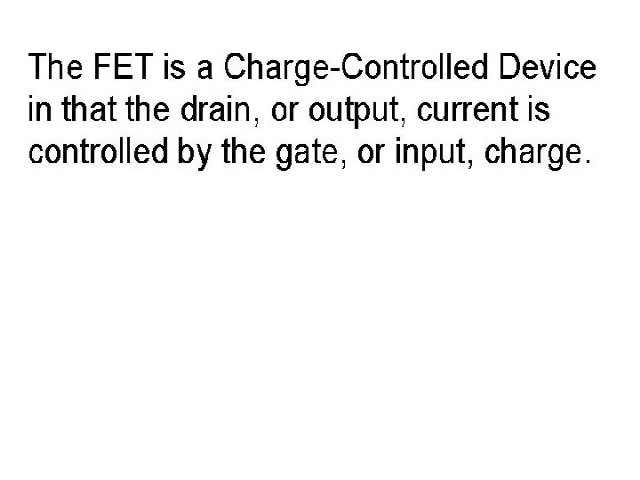 The FET is a Charge-Controlled Device
in that the drain, or output, current is
controlled by the gate, or input, charge.